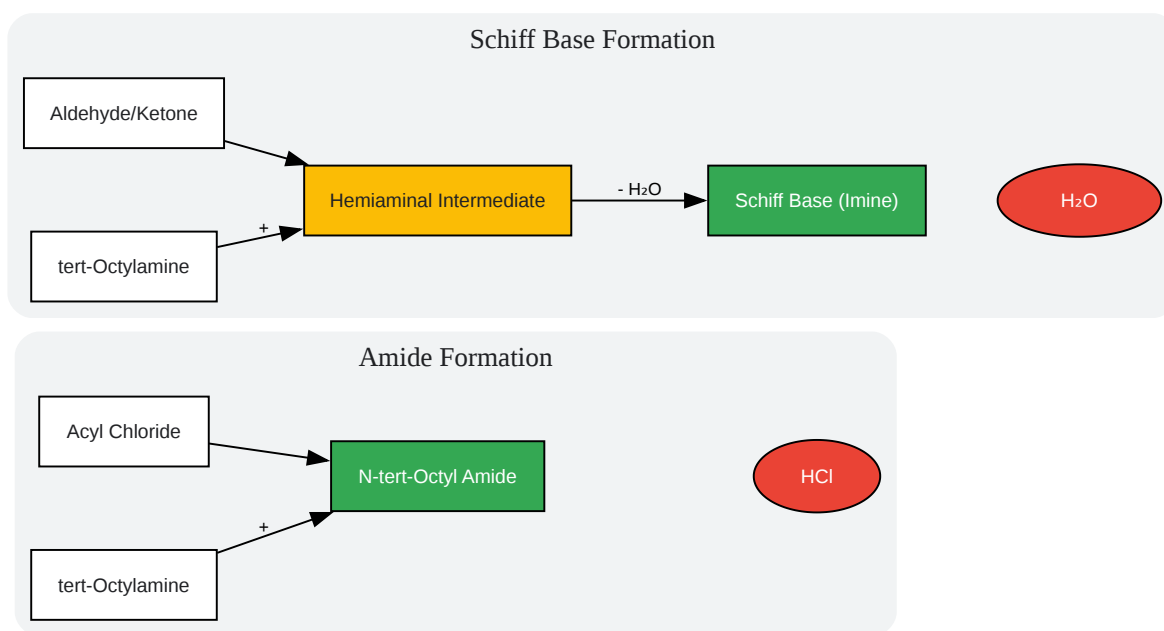 Schiff Base Formation
Aldehyde/Ketone
tert-Octylamine
+
Hemiaminal Intermediate
- H₂O
Schiff Base (Imine)
H₂O
Amide Formation
Acyl Chloride
tert-Octylamine
+
N-tert-Octyl Amide
HCl